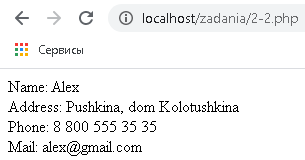 localhost/zadania/2-2.php
Сервисы
Name: Alex
Address: Pushkina, dom Kolotushkina
Phone: 8 800 555 35 35
Mail: alex@gmail.com